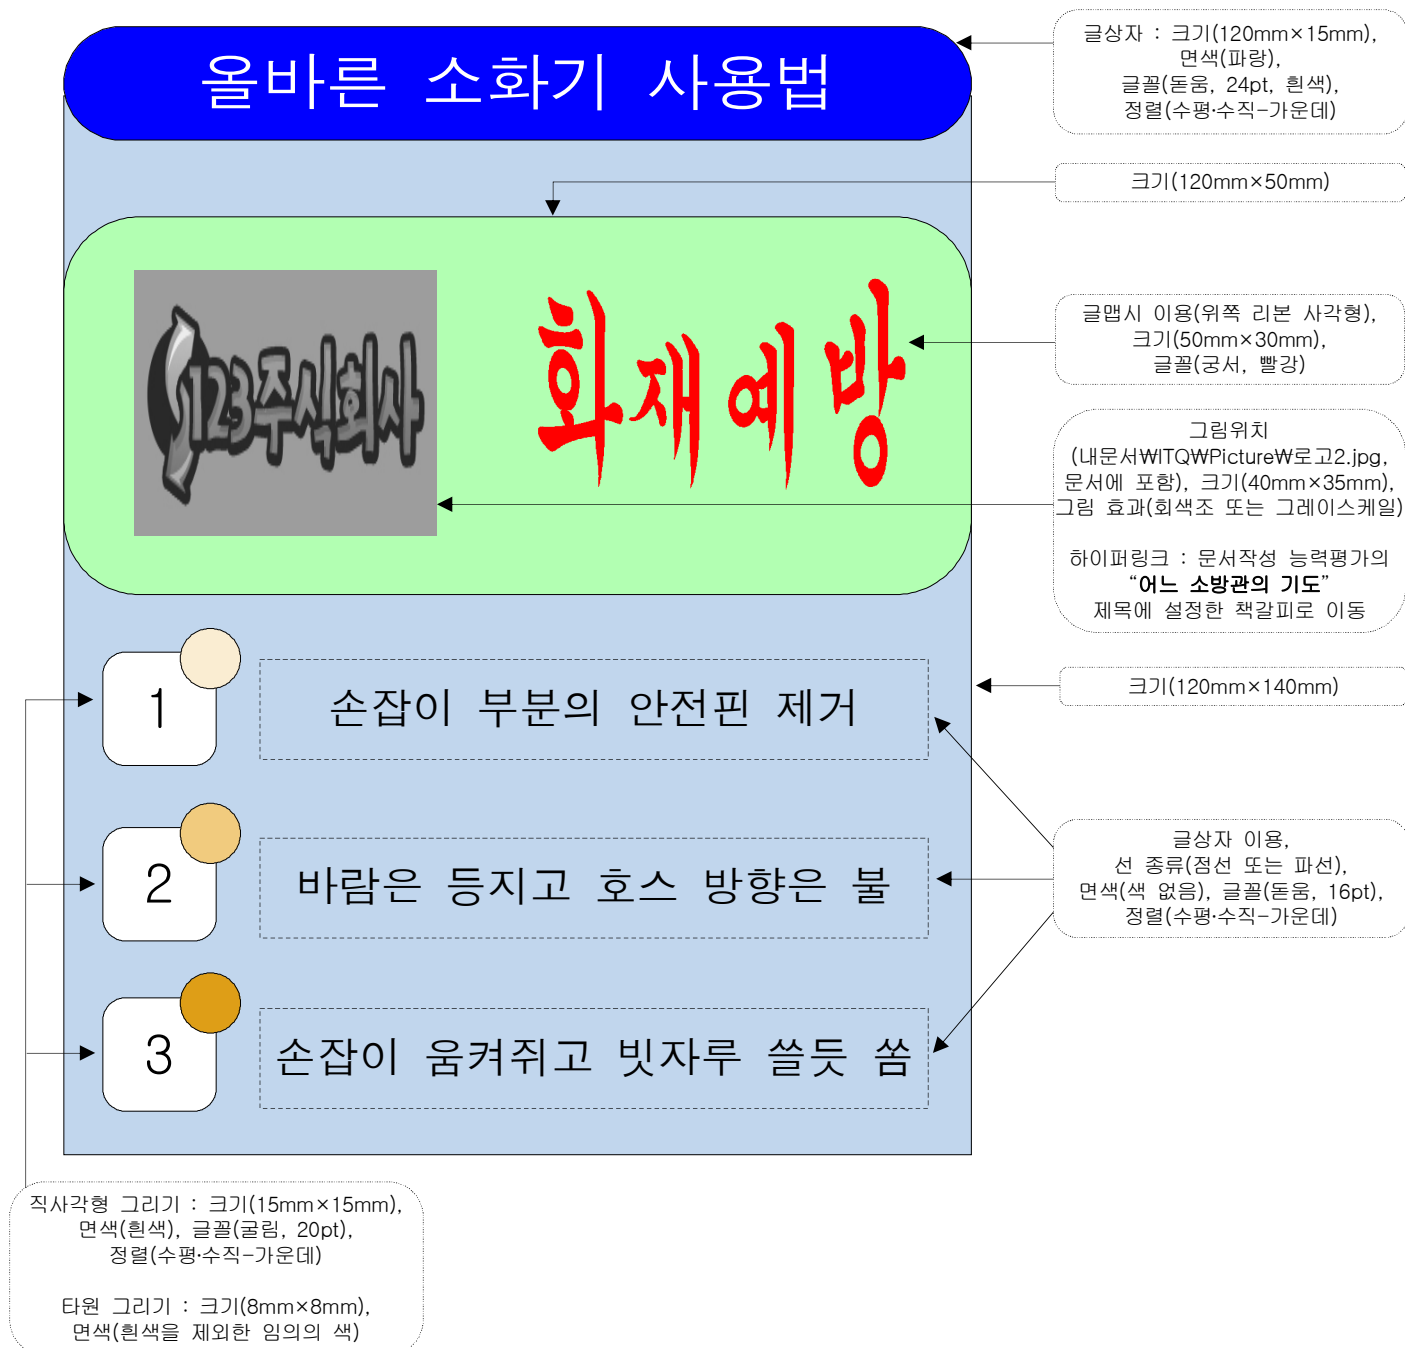 올바른 소화기 사용법
글상자 : 크기(120mm×15mm),
면색(파랑),
글꼴(돋움, 24pt, 흰색),
정렬(수평·수직-가운데)
크기(120mm×50mm)
123주식회사
화재예방
글맵시 이용(위쪽 리본 사각형),
크기(50mm×30mm),
글꼴(궁서, 빨강)
그림위치
(내문서₩ITQ₩Picture₩로고2.jpg,
문서에 포함), 크기(40mm×35mm),
그림 효과(회색조 또는 그레이스케일)
하이퍼링크 : 문서작성 능력평가의
“어느 소방관의 기도”
제목에 설정한 책갈피로 이동
크기(120mm×140mm)
1
손잡이 부분의 안전핀 제거
2
바람은 등지고 호스 방향은 불
3
손잡이 움켜쥐고 빗자루 쓸듯 쏨
글상자 이용,
선 종류(점선 또는 파선),
면색(색 없음), 글꼴(돋움, 16pt),
정렬(수평·수직-가운데)
직사각형 그리기 : 크기(15mm×15mm),
면색(흰색), 글꼴(굴림, 20pt),
정렬(수평·수직-가운데)
타원 그리기 : 크기(8mm×8mm),
면색(흰색을 제외한 임의의 색)